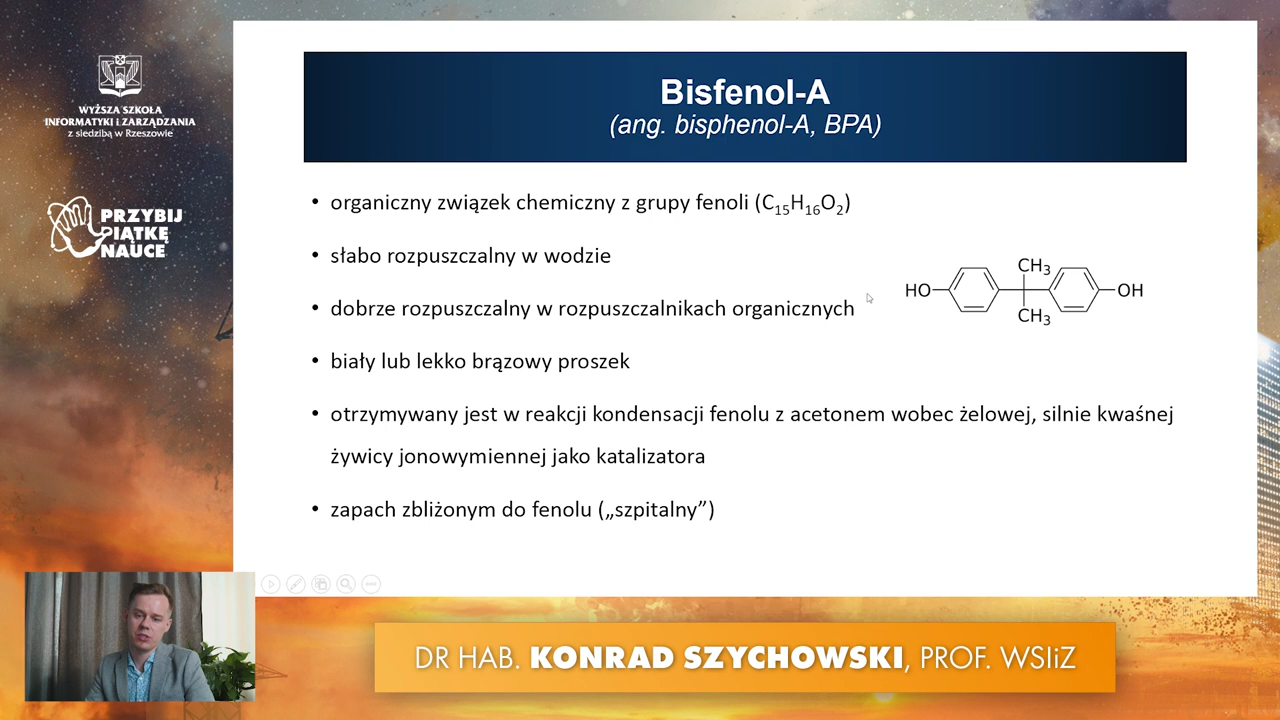 WYŻSZA SZKOŁA
INFORMATYKI i ZARZĄDZANIA
z siedzibą w Rzeszowie
PRZYBIJ
PIĄTKĘ
NAUCE
Bisfenol-A
(ang. bisphenol-A, BPA)
• organiczny związek chemiczny z grupy fenoli (C₁₅H₁₆O₂)
• słabo rozpuszczalny w wodzie
• dobrze rozpuszczalny w rozpuszczalnikach organicznych
• biały lub lekko brązowy proszek
• otrzymywany jest w reakcji kondensacji fenolu z acetonem wobec żelowej, silnie kwaśnej
żywicy jonowymiennej jako katalizatora
• zapach zbliżonym do fenolu („szpitalny”)
CH₃
HO OH
CH₃
DR HAB. KONRAD SZYCHOWSKI, PROF. WSIiZ